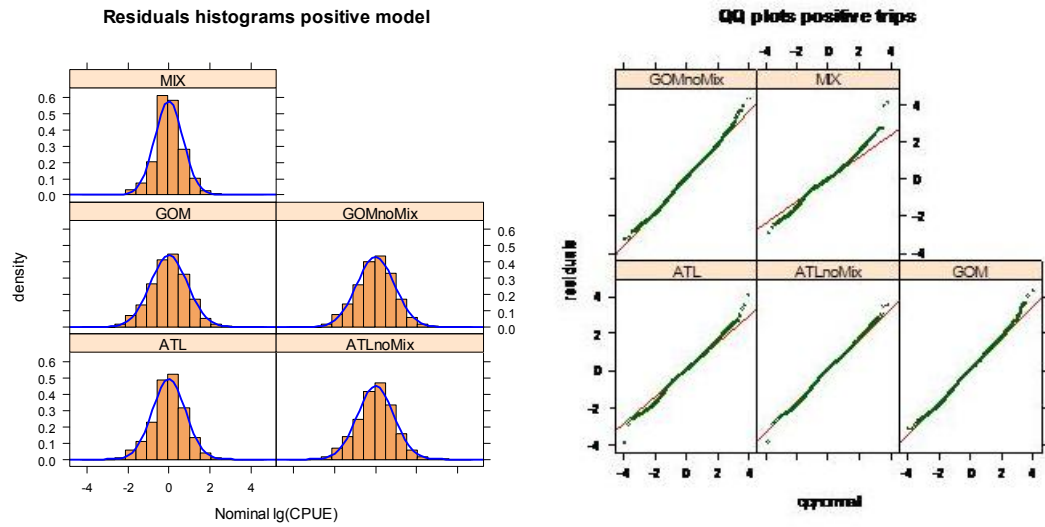 Residuals histograms positive model
-4 -2 0 2 4
MIX
0.6
0.5
0.4
0.3
0.2
0.1
0.0
GOM GOMnoMix
0.6
0.5
0.4
0.3
0.2
0.1
0.0
ATL ATLnoMix
0.6
0.5
0.4
0.3
0.2
0.1
0.0
-4 -2 0 2 4
density
Nominal lg(CPUE)
QQ plots positive trips
-4 -2 0 2 4
GOMnoMix MIX
4
2
0
-2
-4
ATL ATLnoMix GOM
4
2
0
-2
-4
-4 -2 0 2 4 -4 -2 0 2 4
residuals
qqnormal